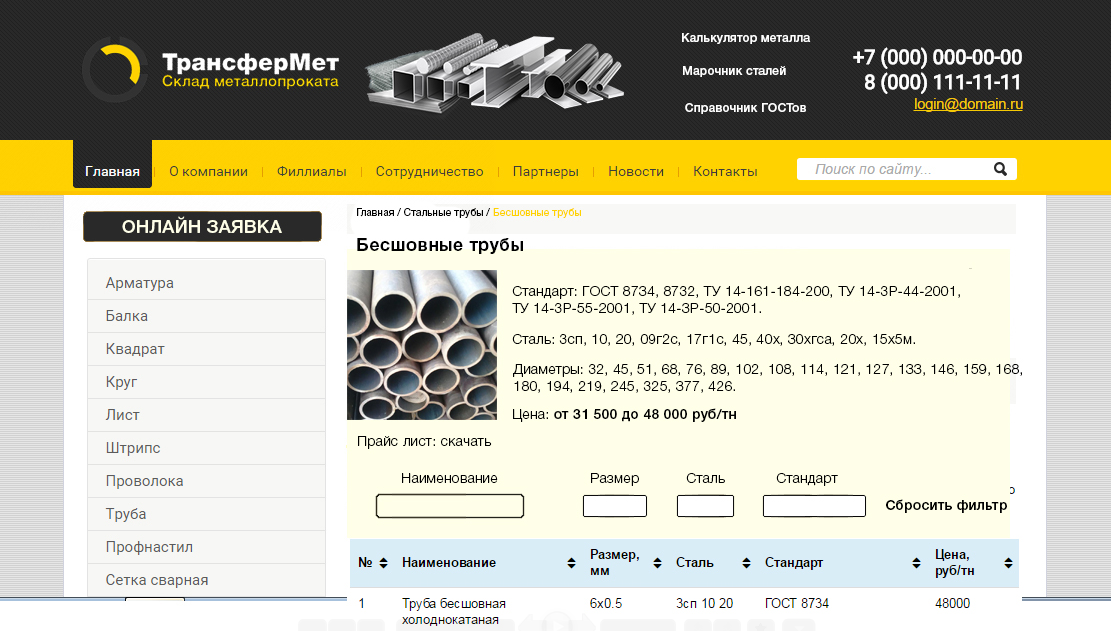 ТрансферМет
Склад металлопроката
Калькулятор металла
Марочник сталей
Справочник ГОСТов
+7 (000) 000-00-00
8 (000) 111-11-11
login@domain.ru
Главная
О компании
Филлиалы
Сотрудничество
Партнеры
Новости
Контакты
Поиск по сайту...
ОНЛАЙН ЗАЯВКА
Арматура
Балка
Квадрат
Круг
Лист
Штрипс
Проволока
Труба
Профнастил
Сетка сварная
Главная / Стальные трубы / Бесшовные трубы
Бесшовные трубы
Стандарт: ГОСТ 8734, 8732, ТУ 14-161-184-200, ТУ 14-3Р-44-2001,
ТУ 14-3Р-55-2001, ТУ 14-3Р-50-2001.
Сталь: 3сп, 10, 20, 09г2с, 17г1с, 45, 40х, 30хгса, 20х, 15х5м.
Диаметры: 32, 45, 51, 68, 76, 89, 102, 108, 114, 121, 127, 133, 146, 159, 168,
180, 194, 219, 245, 325, 377, 426.
Цена: от 31 500 до 48 000 руб/тн
Прайс лист: скачать
Наименование Размер Сталь Стандарт
Сбросить фильтр
№ Наименование Размер, мм Сталь Стандарт Цена, руб/тн
1 Труба бесшовная 6х0.5 3сп 10 20 ГОСТ 8734 48000
холоднокатаная